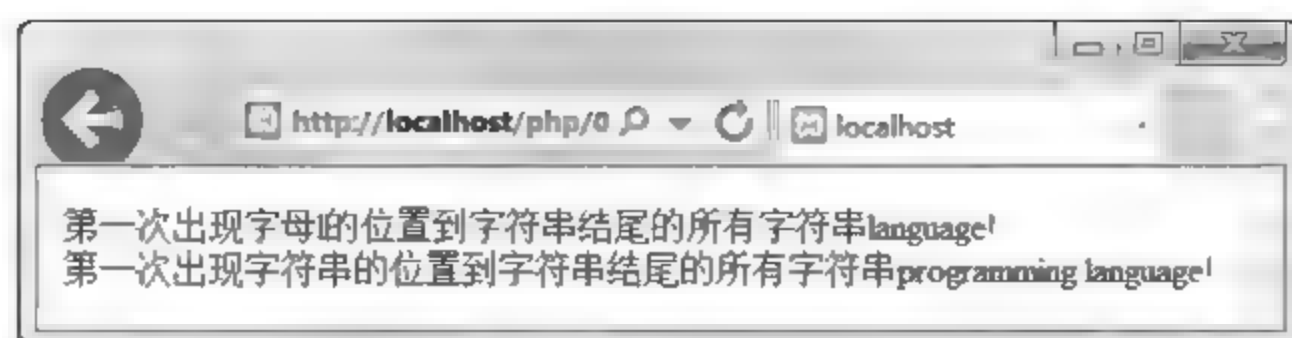 http://localhost/php/0
localhost
第一次出现字母l的位置到字符串结尾的所有字符串language!
第一次出现字符串的位置到字符串结尾的所有字符串programming language!